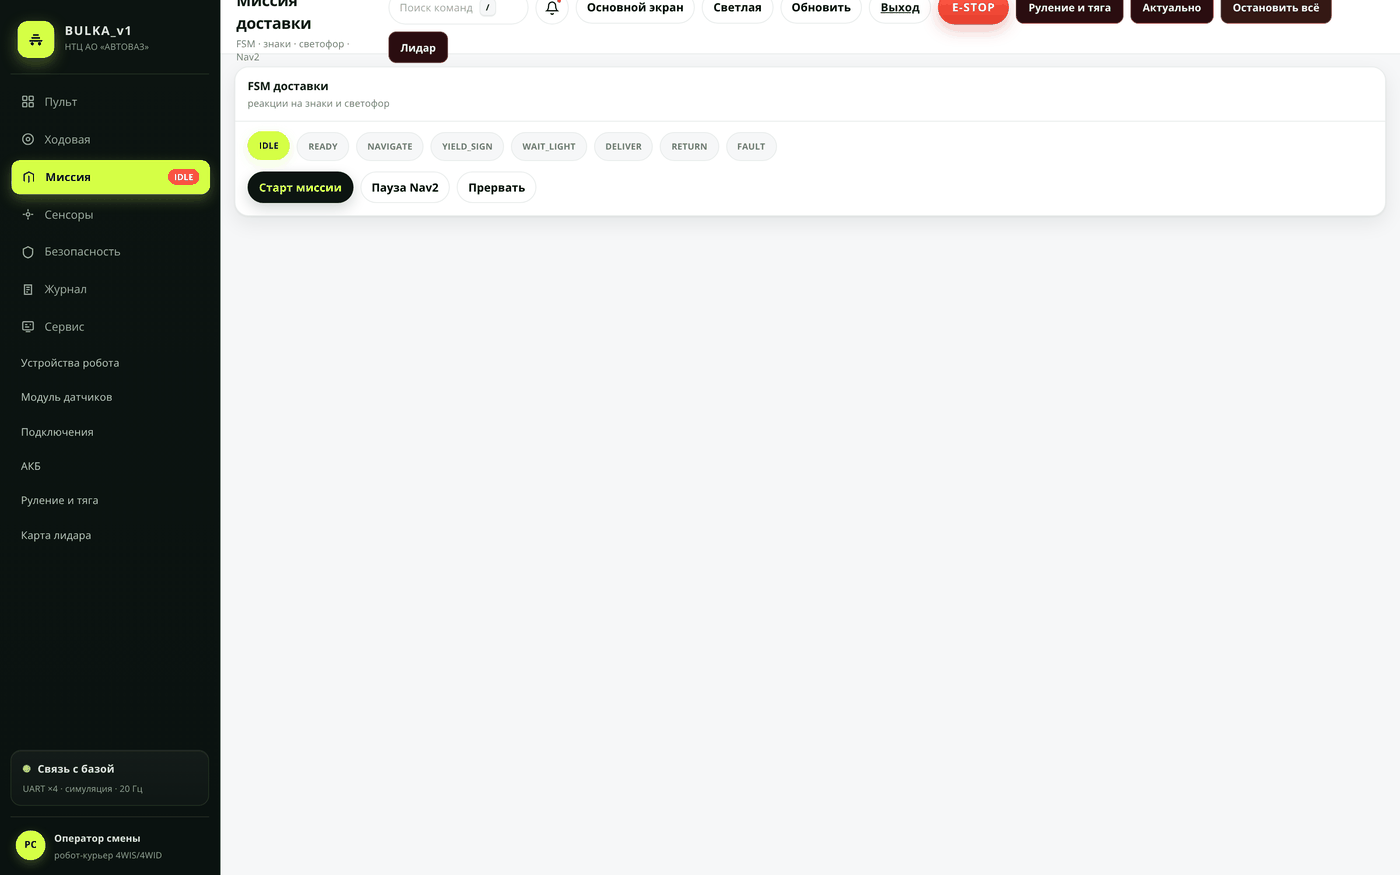 BULKA_v1
НТЦ АО «АВТОВАЗ»
Пульт
Ходовая
Миссия IDLE
Сенсоры
Безопасность
Журнал
Сервис
Устройства робота
Модуль датчиков
Подключения
АКБ
Руление и тяга
Карта лидара
Связь с базой
UART ×4 · симуляция · 20 Гц
РС
Оператор смены
робот-курьер 4WIS/4WID
Миссия
доставки
FSM · знаки · светофор ·
Nav2
Поиск команд /
Основной экран
Светлая
Обновить
Выход
E-STOP
Руление и тяга
Актуально
Остановить всё
Лидар
FSM доставки
реакции на знаки и светофор
IDLE READY NAVIGATE YIELD_SIGN WAIT_LIGHT DELIVER RETURN FAULT
Старт миссии Пауза Nav2 Прервать